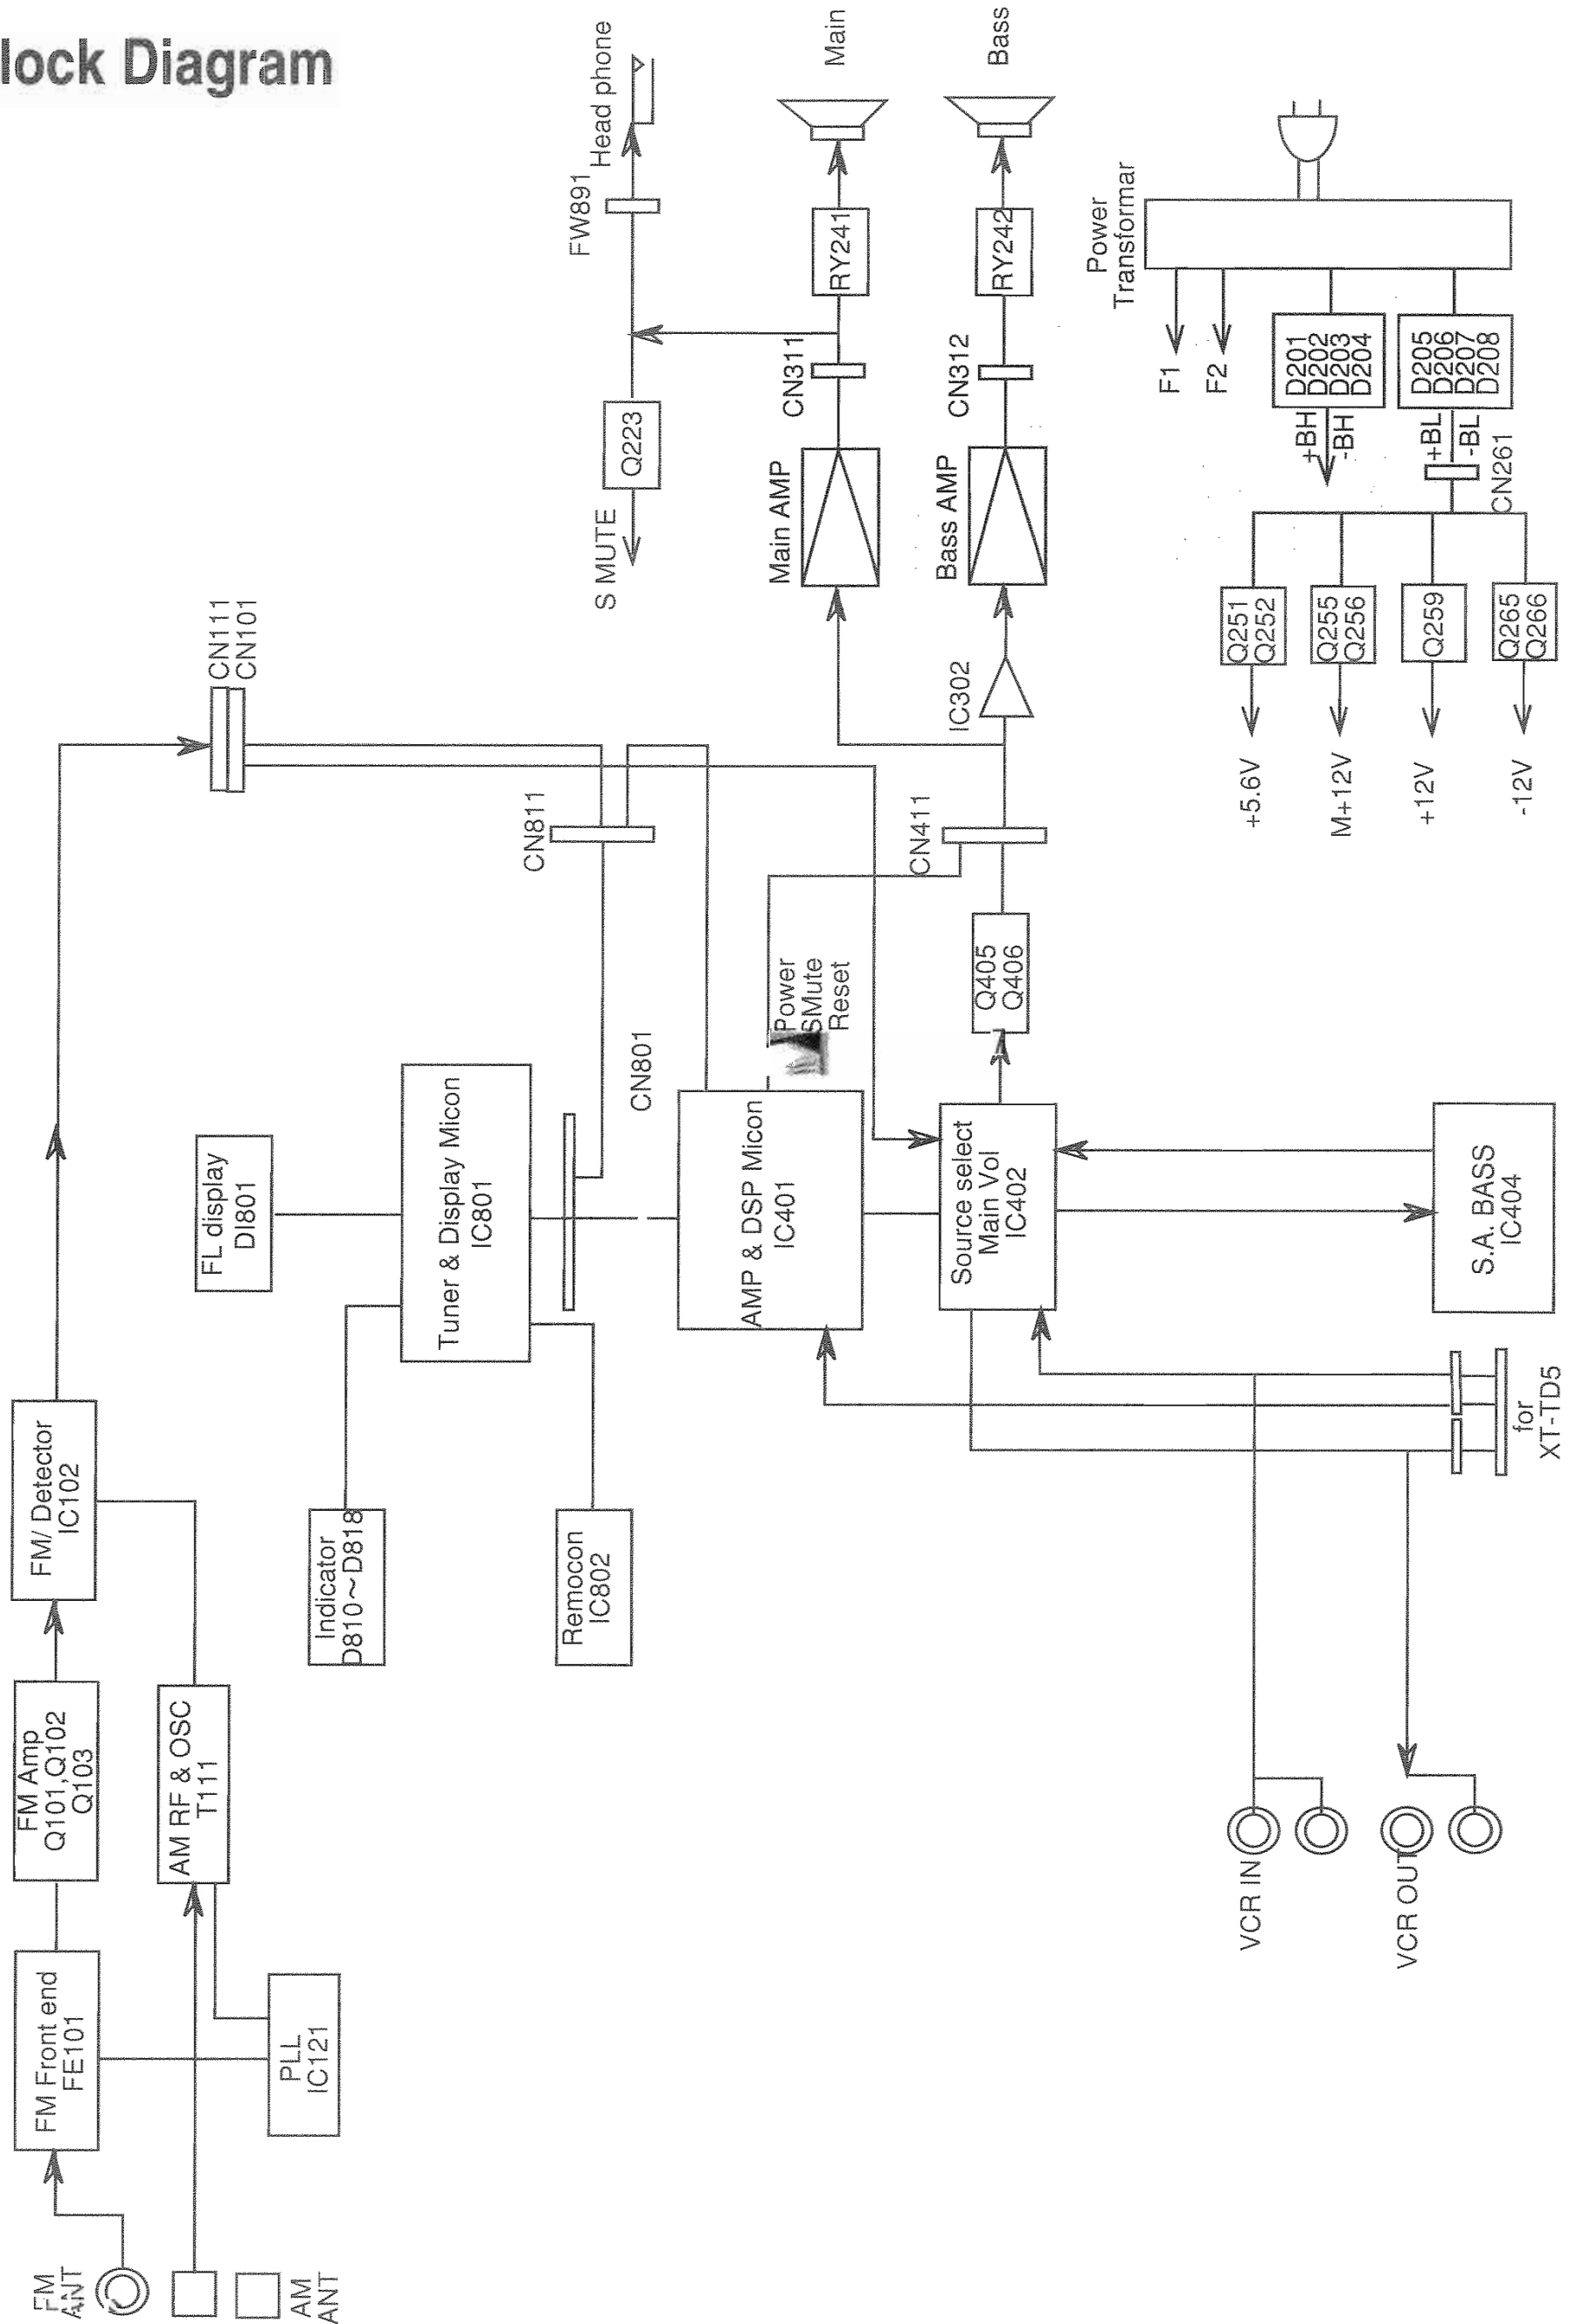 lock Diagram
FM
ANT
AM
ANT
FM Front end
FE101
PLL
IC121
FM Amp
Q101,Q102
Q103
AM RF & OSC
T111
FM/ Detector
IC102
CN111
CN101
FL display
DI801
Indicator
D810~D818
Remocon
IC802
Tuner & Display Micon
IC801
CN801
CN811
AMP & DSP Micon
IC401
Power
SMute
Reset
Source select
Main Vol
IC402
S.A. BASS
IC404
Q405
Q406
CN411
IC302
Main AMP
Bass AMP
CN311
CN312
RY241
RY242
Main
Bass
S MUTE
Q223
FW891
Head phone
Power
Transformar
F1
F2
D201
D202
D203
D204
+BH
-BH
D205
D206
D207
D208
+BL
-BL
CN261
Q251
Q252
Q255
Q256
Q259
Q265
Q266
+5.6V
M+12V
+12V
-12V
for
XT-TD5
VCR IN
VCR OUT